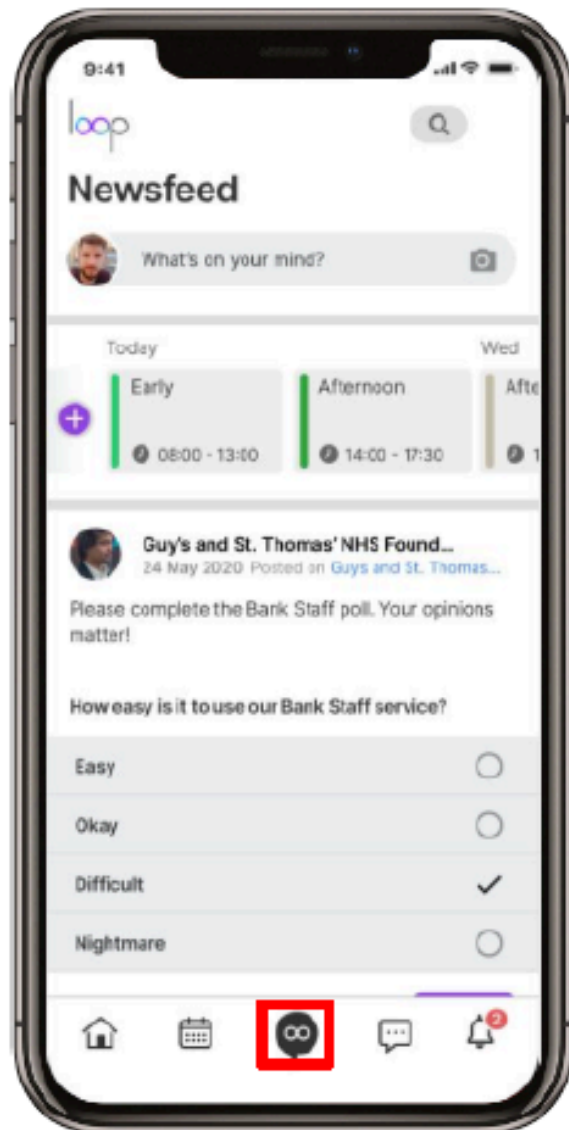 9:41
loop
Newsfeed
What's on your mind?
Today
Wed
Early
Afternoon
Afte
08:00 - 13:00
14:00 - 17:30
1
Guy's and St. Thomas' NHS Found...
24 May 2020 Posted on Guys and St. Thomas...
Please complete the Bank Staff poll. Your opinions
matter!
How easy is it to use our Bank Staff service?
Easy
Okay
Difficult
Nightmare
2